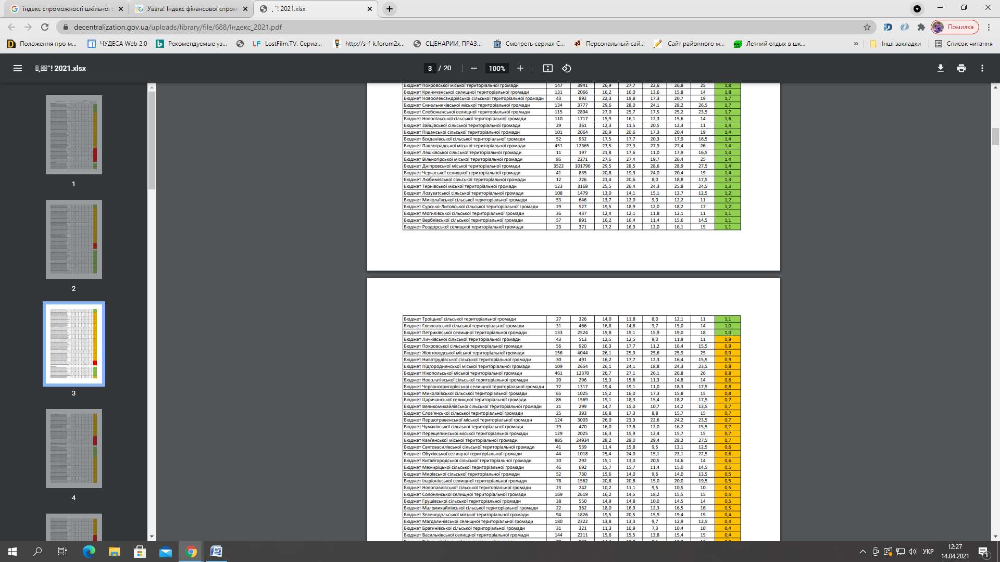 індекс спроможності шкільної с
Увага! Індекс фінансової спром
¸ ˆ! 2021.xlsx
decentralization.gov.ua/uploads/library/file/688/Індекс_2021.pdf
Помилка
Положення про м...
ЧУДЕСА Web 2.0
Рекомендуемые уз...
LostFilm.TV. Сериа...
http://s-f-k.forum2x...
СЦЕНАРИИ, ПРАЗ...
Смотреть сериал С...
Персональный сай...
Сайт районного м...
Летний отдых в шк...
»
Інші закладки
Список читання
ˆ! 2021.xlsx
3 / 20
100%
1
2
3
4
Бюджет Покровської міської територіальної громади 147 3941 26,9 27,7 22,6 26,8 25 1,8
Бюджет Криничанської селищної територіальної громади 131 2066 16,2 16,0 13,6 15,8 14 1,8
Бюджет Новоолександрівської сільської територіальної громади 43 892 22,3 19,8 17,3 20,7 19 1,7
Бюджет Синельниківської міської територіальної громади 134 3777 29,6 28,0 24,1 28,2 26,5 1,7
Бюджет Слобожанської селищної територіальної громади 115 2894 27,0 25,7 17,5 25,2 23,5 1,7
Бюджет Новопільської сільської територіальної громади 110 1717 15,9 16,1 12,3 15,6 14 1,6
Бюджет Зайцівської сільської територіальної громади 29 361 12,3 11,5 20,5 12,4 11 1,4
Бюджет Піщанської сільської територіальної громади 101 2064 20,9 20,6 17,3 20,4 19 1,4
Бюджет Богданівської сільської територіальної громади 52 932 17,5 17,7 20,3 17,9 16,5 1,4
Бюджет Павлоградської міської територіальної громади 451 12365 27,5 27,3 27,9 27,4 26 1,4
Бюджет Ляшківської сільської територіальної громади 11 197 21,8 17,6 11,0 17,9 16,5 1,4
Бюджет Вільногірської міської територіальної громади 86 2271 27,6 27,4 19,7 26,4 25 1,4
Бюджет Дніпровської міської територіальної громади 3522 101796 29,5 28,5 28,6 28,9 27,5 1,4
Бюджет Черкаської селищної територіальної громади 41 835 20,8 19,3 24,0 20,4 19 1,4
Бюджет Любимівської сільської територіальної громади 12 226 21,4 20,6 8,0 18,8 17,5 1,3
Бюджет Тернівської міської територіальної громади 123 3168 25,5 26,4 24,3 25,8 24,5 1,3
Бюджет Лозуватської сільської територіальної громади 108 1479 13,0 14,1 15,1 13,7 12,5 1,2
Бюджет Миколаївської сільської територіальної громади 53 646 13,7 12,0 9,0 12,2 11 1,2
Бюджет Сурсько-Литовської сільської територіальної громади 29 527 19,5 18,9 12,0 18,2 17 1,2
Бюджет Могилівської сільської територіальної громади 36 437 12,4 12,1 11,8 12,1 11 1,1
Бюджет Вербківської сільської територіальної громади 57 891 16,2 16,4 11,4 15,6 14,5 1,1
Бюджет Роздорської селищної територіальної громади 23 371 17,2 16,3 12,0 16,1 15 1,1
Бюджет Троїцької сільської територіальної громади 27 326 14,0 11,8 8,0 12,1 11 1,1
Бюджет Глеюватської сільської територіальної громади 31 466 16,8 14,8 9,7 15,0 14 1,0
Бюджет Петриківської селищної територіальної громади 133 2524 19,8 19,1 15,9 19,0 18 1,0
Бюджет Личківської сільської територіальної громади 43 513 12,5 12,5 9,0 11,9 11 0,9
Бюджет Покровської сільської територіальної громади 56 920 16,3 17,7 11,2 16,4 15,5 0,9
Бюджет Жовтоводської міської територіальної громади 156 4044 26,1 25,9 25,6 25,9 25 0,9
Бюджет Нивотрудівської сільської територіальної громади 30 491 16,2 17,7 12,3 16,4 15,5 0,9
Бюджет Підгородненської міської територіальної громади 109 2654 26,1 24,1 18,8 24,3 23,5 0,8
Бюджет Нікопольської міської територіальної громади 461 12370 26,7 27,1 26,1 26,8 26 0,8
Бюджет Новолатівської сільської територіальної громади 20 296 15,3 15,6 11,3 14,8 14 0,8
Бюджет Червоногригорівської селищної територіальної громади 72 1317 19,4 19,1 11,0 18,3 17,5 0,8
Бюджет Миколаївської сільської територіальної громади 65 1025 15,2 16,0 17,3 15,8 15 0,8
Бюджет Царичанської селищної територіальної громади 86 1569 19,1 18,3 15,4 18,2 17,5 0,7
Бюджет Великомихайлівської сільської територіальної громади 21 299 14,7 15,0 10,7 14,2 13,5 0,7
Бюджет Слов'янської сільської територіальної громади 25 393 16,8 17,3 8,8 15,7 15 0,7
Бюджет Першотравенської міської територіальної громади 124 3003 26,0 23,3 22,6 24,2 23,5 0,7
Бюджет Чумаківської сільської територіальної громади 29 470 16,0 17,8 12,0 16,2 15,5 0,7
Бюджет Перещепинської міської територіальної громади 129 2025 16,3 15,9 12,4 15,7 15 0,7
Бюджет Кам'янської міської територіальної громади 885 24934 28,2 28,0 29,4 28,2 27,5 0,7
Бюджет Святовасилівської сільської територіальної громади 41 539 11,4 15,8 9,5 13,1 12,5 0,6
Бюджет Обухівської селищної територіальної громади 44 1018 25,4 24,0 15,1 23,1 22,5 0,6
Бюджет Китайгородської сільської територіальної громади 20 292 15,1 13,0 20,5 14,6 14 0,6
Бюджет Межиріцької сільської територіальної громади 46 692 15,7 15,7 11,4 15,0 14,5 0,5
Бюджет Мирівської сільської територіальної громади 52 730 15,6 14,0 9,6 14,0 13,5 0,5
Бюджет Іларіонівської селищної територіальної громади 78 1562 20,8 20,8 15,0 20,0 19,5 0,5
Бюджет Новопавлівської сільської територіальної громади 23 242 10,2 11,1 9,5 10,5 10 0,5
Бюджет Солонянської селищної територіальної громади 169 2619 16,2 14,5 18,2 15,5 15 0,5
Бюджет Грушівської сільської територіальної громади 38 550 14,9 14,8 10,0 14,5 14 0,5
Бюджет Маломихайлівської сільської територіальної громади 22 362 18,0 16,9 12,3 16,5 16 0,5
Бюджет Зеленодольської міської територіальної громади 94 1826 19,5 20,5 15,9 19,4 19 0,4
Бюджет Магдалинівської селищної територіальної громади 180 2322 13,8 13,3 9,7 12,9 12,5 0,4
Бюджет Брагинівської сільської територіальної громади 31 321 11,3 10,9 7,3 10,4 10 0,4
Бюджет Васильківської селищної територіальної громади 144 2211 15,6 15,5 13,8 15,4 15 0,4
УКР
12:27
14.04.2021
1